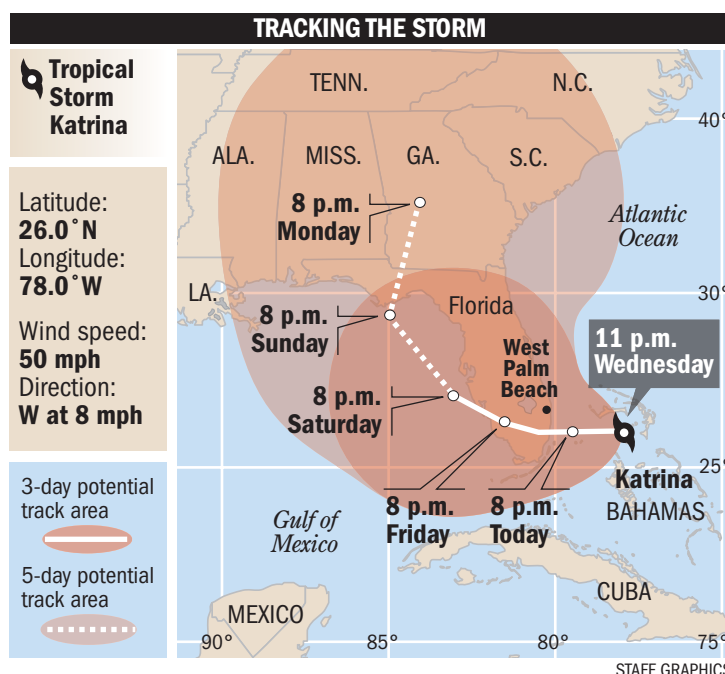 TRACKING THE STORM
Tropical
Storm
Katrina
Latitude:
26.0˚N
Longitude:
78.0˚W
Wind speed:
50 mph
Direction:
W at 8 mph
3-day potential
track area
5-day potential
track area
TENN.
N.C.
40°
ALA.
MISS.
GA.
S.C.
8 p.m.
Monday
Atlantic
Ocean
LA.
30°
Florida
8 p.m.
Sunday
11 p.m.
Wednesday
West
Palm
Beach
8 p.m.
Saturday
25°
Katrina
BAHAMAS
8 p.m.
Friday
8 p.m.
Today
Gulf of
Mexico
CUBA
MEXICO
90°
85°
80°
75°
STAFF GRAPHICS